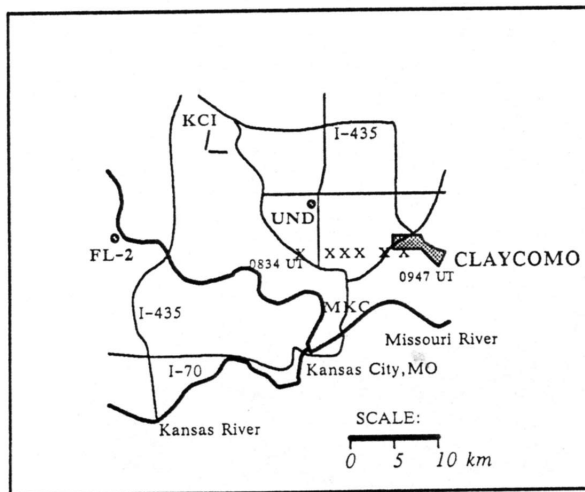 KCI
I-435
UND
X XXX X X
CLAYCOMO
FL-2
0834 UT
0947 UT
I-435
MKC
Missouri River
I-70
Kansas City, MO
Kansas River
SCALE:
0 5 10 km